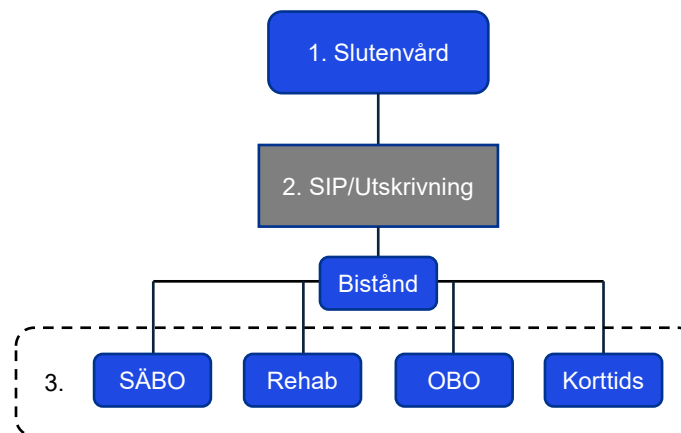 1. Slutenvård
2. SIP/Utskrivning
Bistånd
3.
SÄBO
Rehab
OBO
Korttids